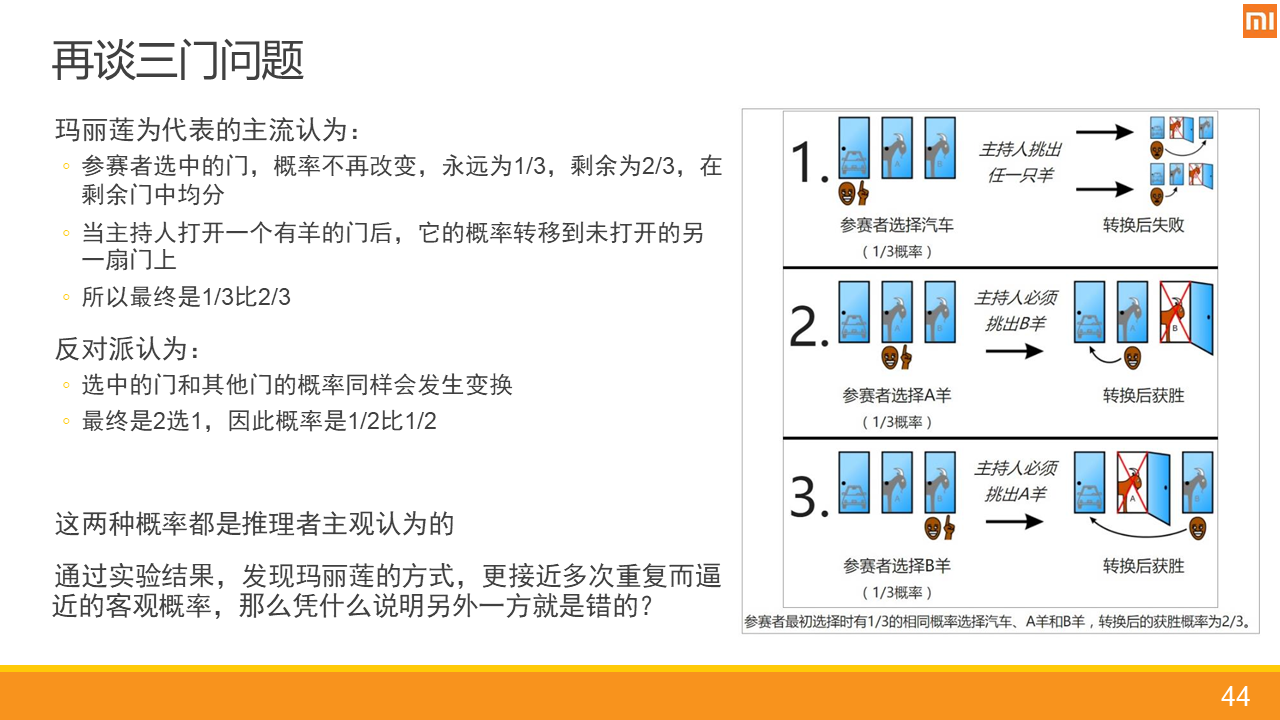 mi
再谈三门问题
玛丽莲为代表的主流认为：
◦ 参赛者选中的门，概率不再改变，永远为1/3，剩余为2/3，在
剩余门中均分
◦ 当主持人打开一个有羊的门后，它的概率转移到未打开的另
一扇门上
◦ 所以最终是1/3比2/3
反对派认为：
◦ 选中的门和其他门的概率同样会发生变换
◦ 最终是2选1，因此概率是1/2比1/2
这两种概率都是推理者主观认为的
通过实验结果，发现玛丽莲的方式，更接近多次重复而逼
近的客观概率，那么凭什么说明另外一方就是错的？
1.
A
B
主持人挑出
任一只羊
参赛者选择汽车
（1/3概率）
转换后失败
2.
A
B
主持人必须
挑出B羊
A
B
参赛者选择A羊
（1/3概率）
转换后获胜
3.
A
B
主持人必须
挑出A羊
A
B
参赛者选择B羊
（1/3概率）
转换后获胜
参赛者最初选择时有1/3的相同概率选择汽车、A羊和B羊，转换后的获胜概率为2/3。
44